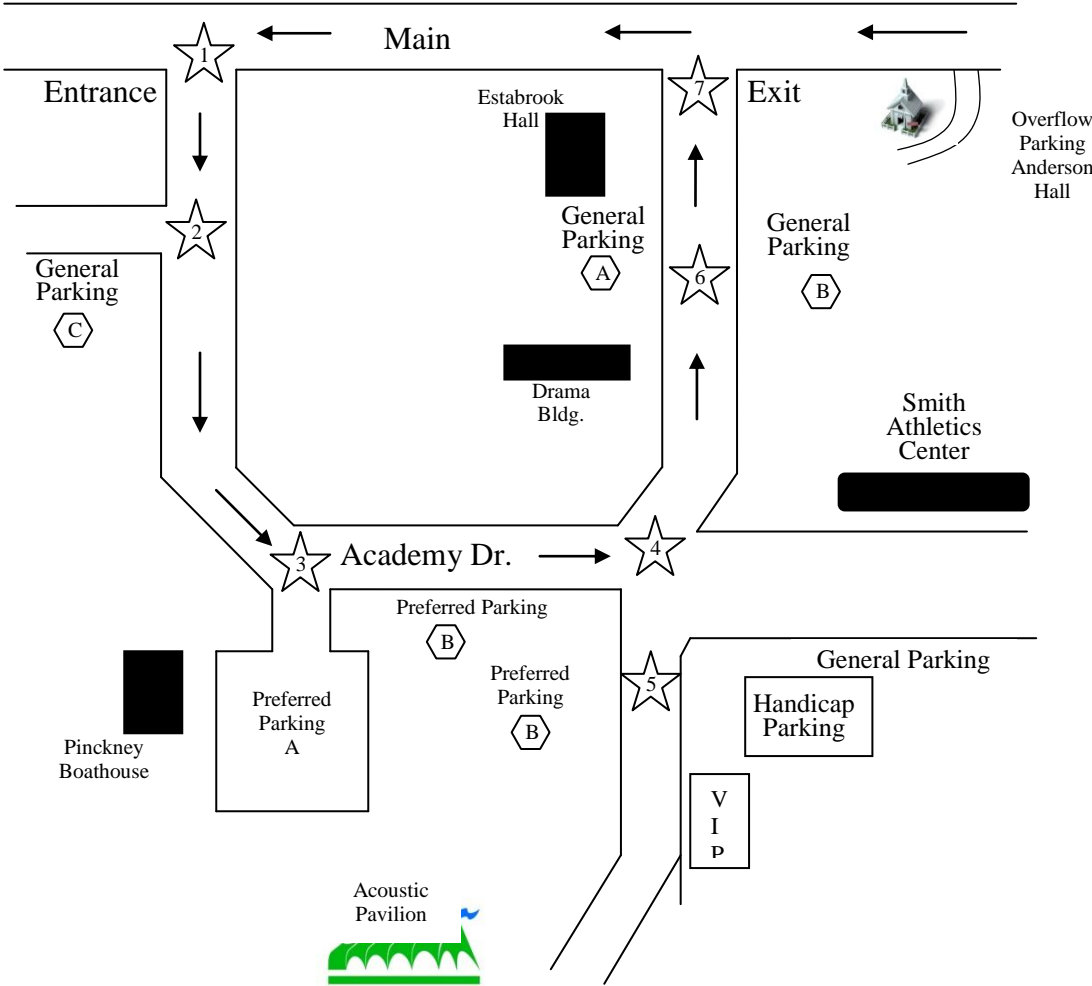 Main
1
Entrance
7
Exit
Estabrook
Hall
Overflow
Parking
Anderson
Hall
2
General
Parking
A
6
General
Parking
B
General
Parking
C
Drama
Bldg.
Smith
Athletics
Center
3
Academy Dr.
4
Preferred Parking
B
Preferred
Parking
B
5
General Parking
Handicap
Parking
Preferred
Parking
A
Pinckney
Boathouse
V
I
P
Acoustic
Pavilion